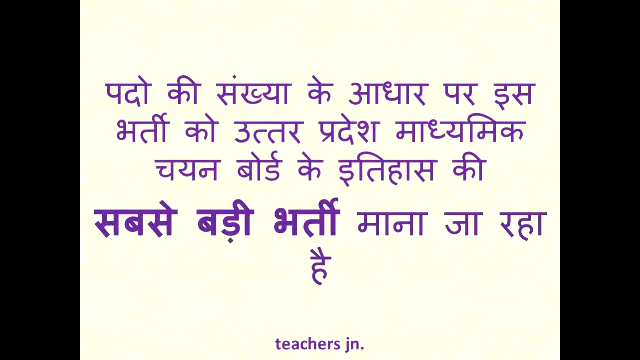 पदो की संख्या के आधार पर इस
भर्ती को उत्तर प्रदेश माध्यमिक
चयन बोर्ड के इतिहास की
सबसे बड़ी भर्ती माना जा रहा
है
teachers jn.